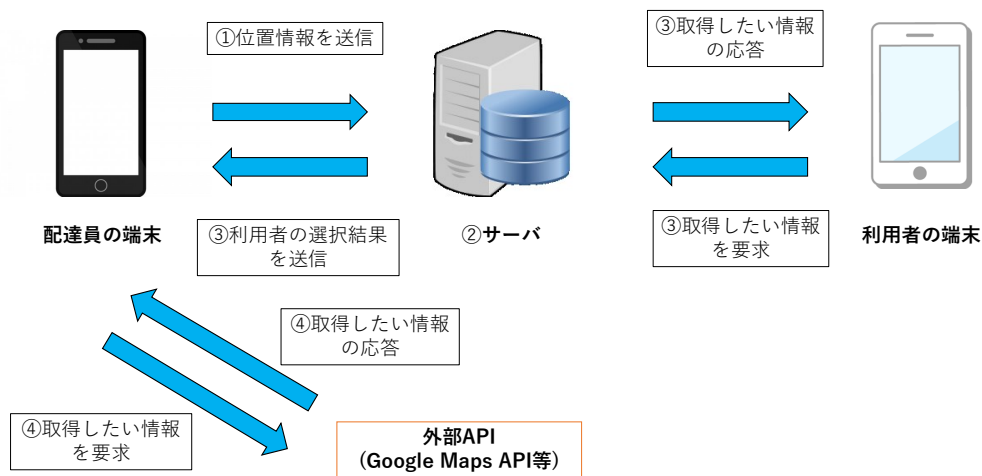 ①位置情報を送信
③取得したい情報
の応答
配達員の端末
③利用者の選択結果
を送信
②サーバ
③取得したい情報
を要求
利用者の端末
④取得したい情報
の応答
④取得したい情報
を要求
外部API
(Google Maps API等)